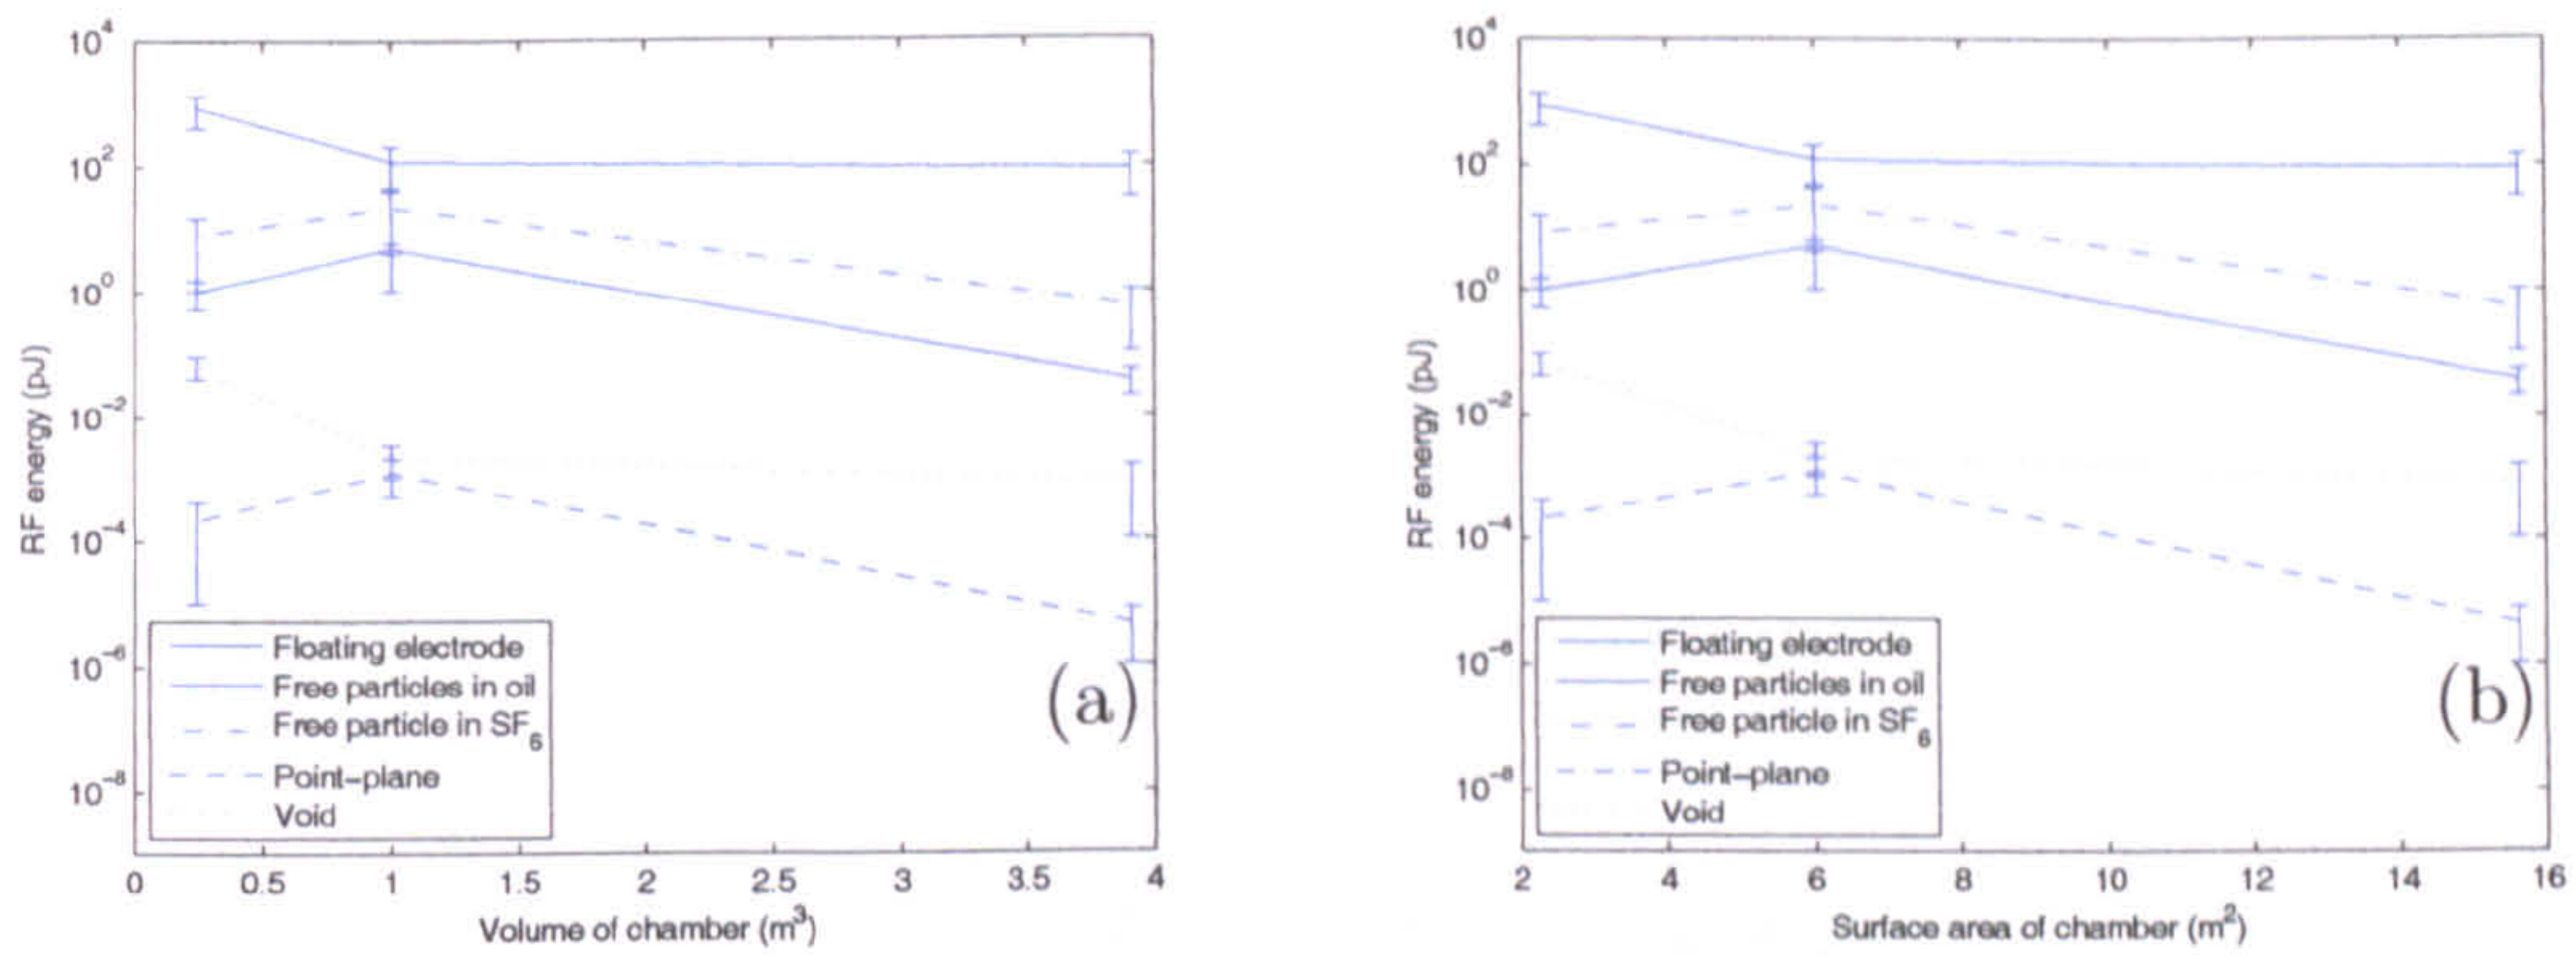 10^4
10^2
10^0
10^-2
10^-4
10^-6
10^-8
RF energy (pJ)
Floating electrode
Free particles in oil
Free particle in SF6
Point-plane
Void
(a)
0 0.5 1 1.5 2 2.5 3 3.5 4
Volume of chamber (m^3)
10^4
10^2
10^0
10^-2
10^-4
10^-6
10^-8
RF energy (pJ)
Floating electrode
Free particles in oil
Free particle in SF6
Point-plane
Void
(b)
2 4 6 8 10 12 14 16
Surface area of chamber (m^2)